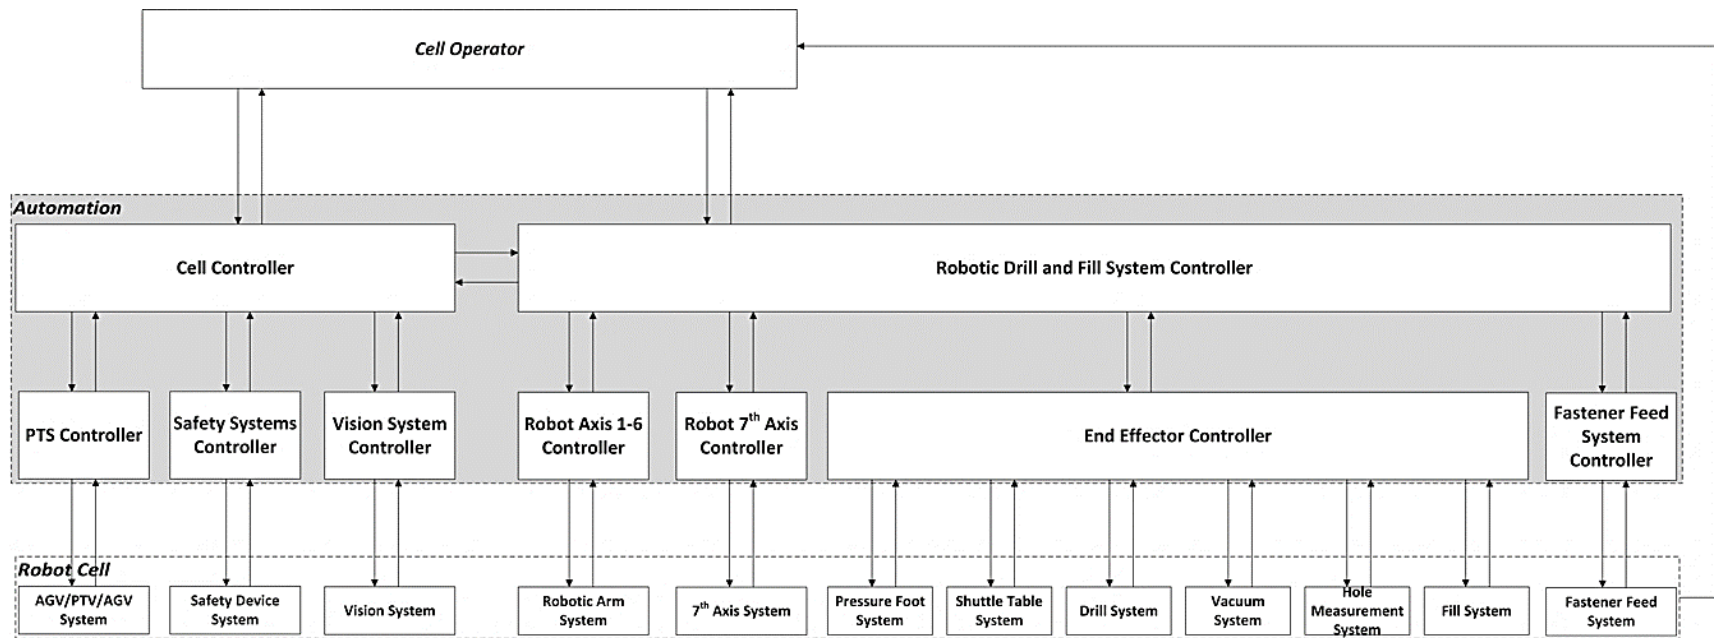 Cell Operator
Automation
Cell Controller
Robotic Drill and Fill System Controller
PTS Controller
Safety Systems
Controller
Vision System
Controller
Robot Axis 1-6
Controller
Robot 7th Axis
Controller
End Effector Controller
Fastener Feed
System
Controller
Robot Cell
AGV/PTV/AGV
System
Safety Device
System
Vision System
Robotic Arm
System
7th Axis System
Pressure Foot
System
Shuttle Table
System
Drill System
Vacuum
System
Hole
Measurement
System
Fill System
Fastener Feed
System